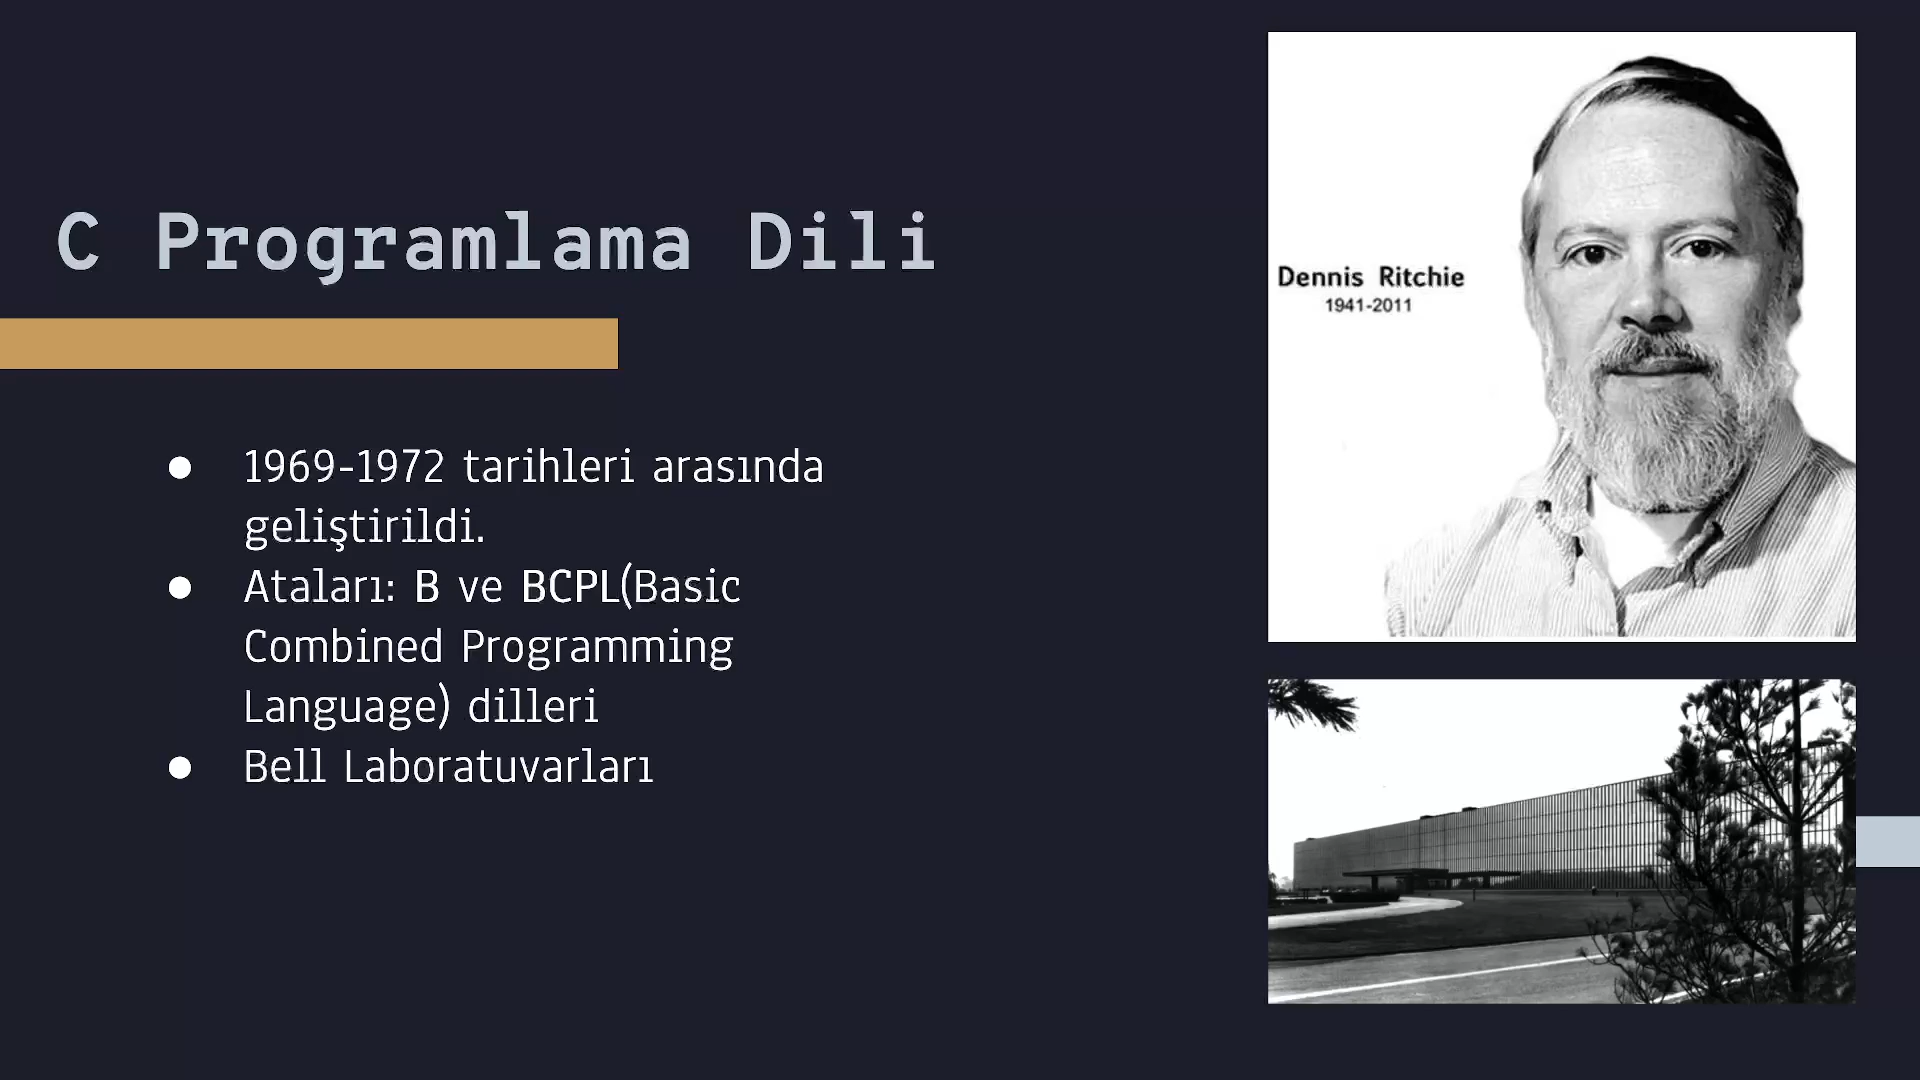 C Programlama Dili
1969-1972 tarihleri arasında
geliştirildi.
Ataları: B ve BCPL(Basic
Combined Programming
Language) dilleri
Bell Laboratuvarları
Dennis Ritchie
1941-2011